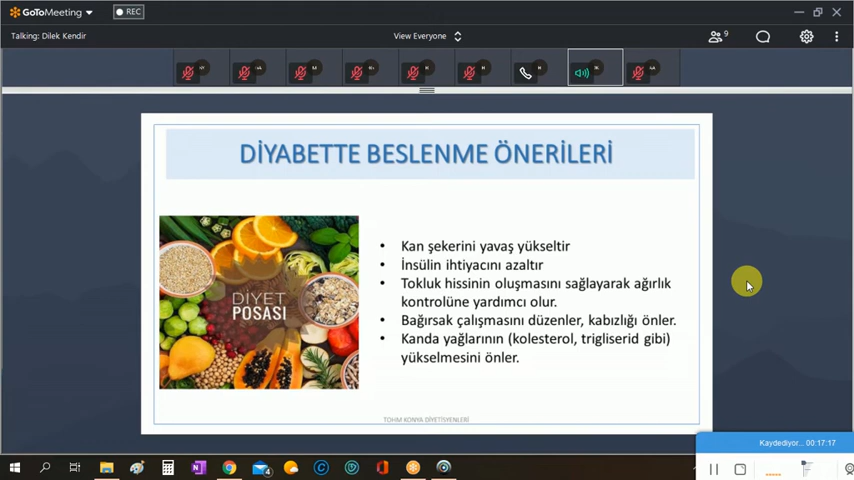 GoToMeeting
REC
Talking: Dilek Kendir
View Everyone
9
DİYABETTE BESLENME ÖNERİLERİ
DİYET
POSASI
• Kan şekerini yavaş yükseltir
• İnsülin ihtiyacını azaltır
• Tokluk hissinin oluşmasını sağlayarak ağırlık
kontrolüne yardımcı olur.
• Bağırsak çalışmasını düzenler, kabızlığı önler.
• Kanda yağlarının (kolesterol, trigliserid gibi)
yükselmesini önler.
TOHM KONYA DİYETİSYENLERİ
Kaydediyor... 00:17:17